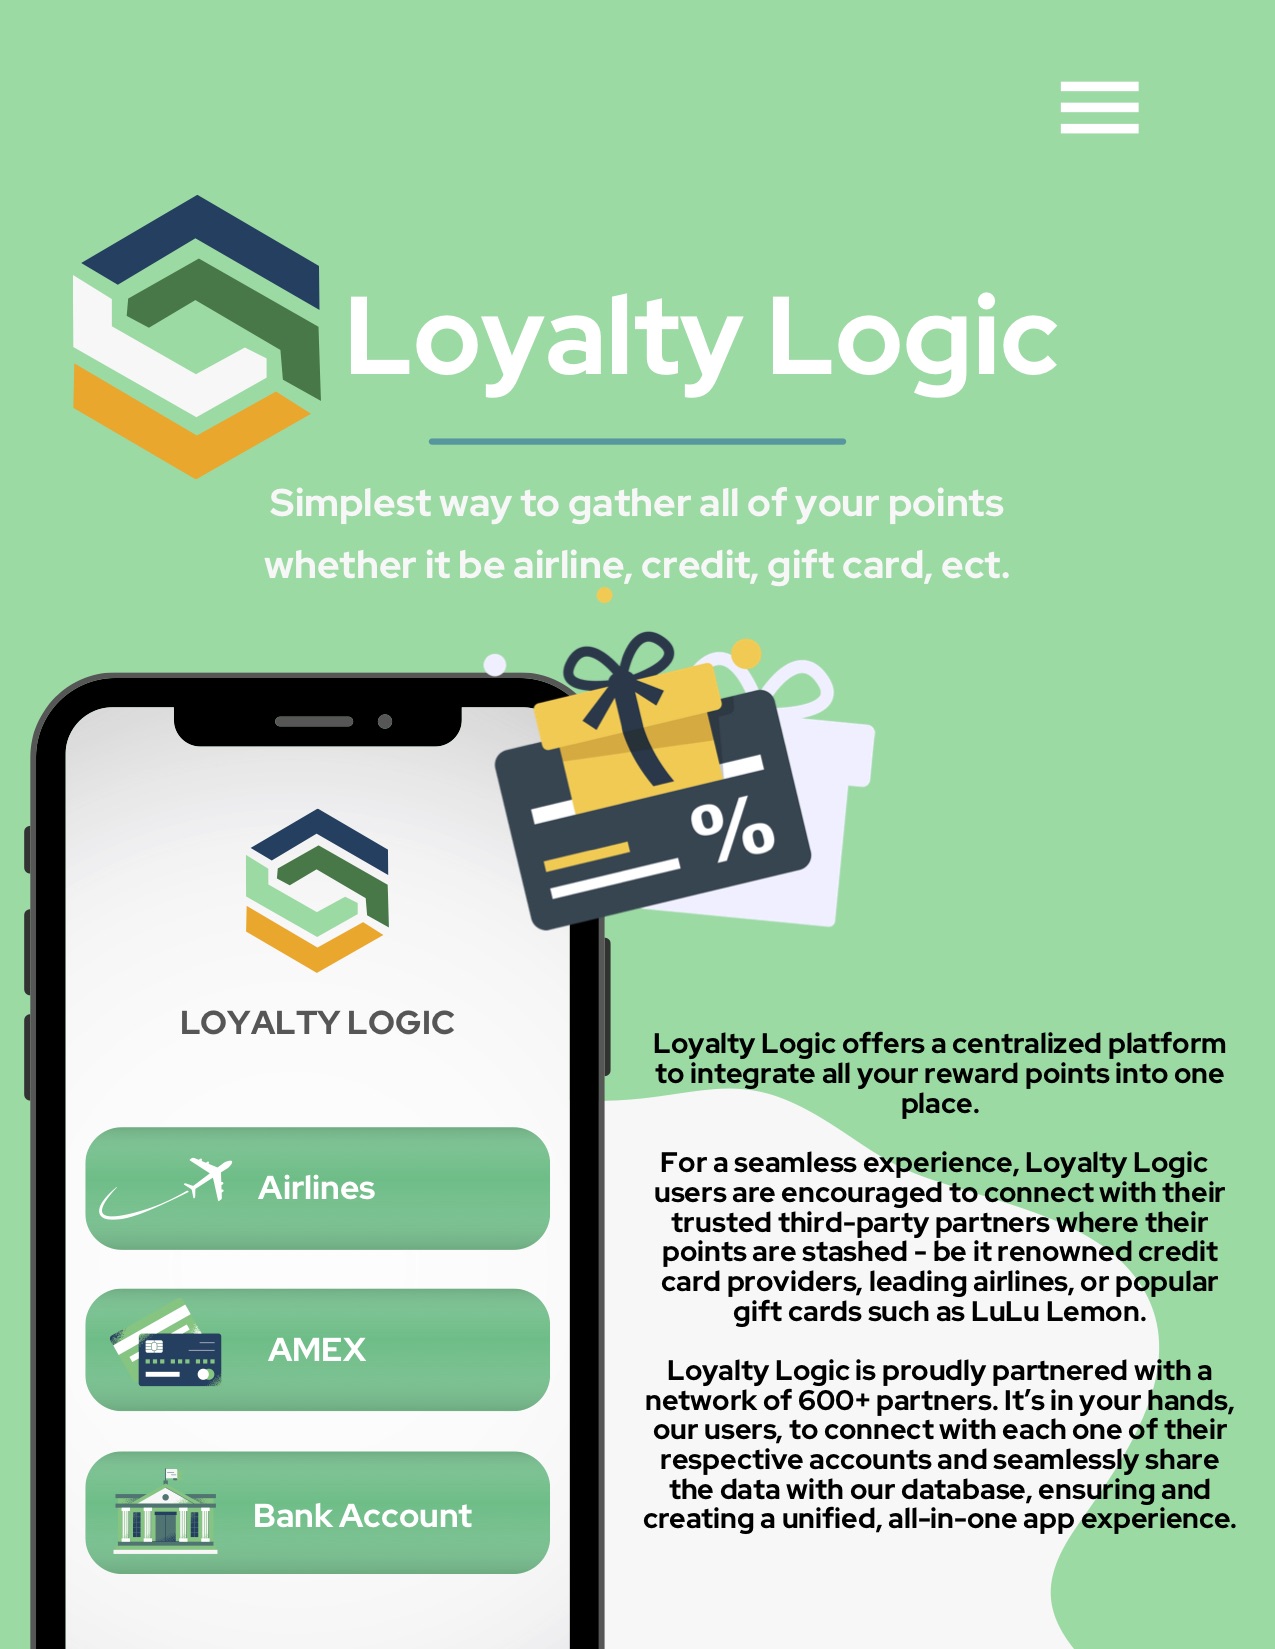 Loyalty Logic
Simplest way to gather all of your points
whether it be airline, credit, gift card, ect.
%
LOYALTY LOGIC
Airlines
AMEX
Bank Account
Loyalty Logic offers a centralized platform
to integrate all your reward points into one
place.
For a seamless experience, Loyalty Logic
users are encouraged to connect with their
trusted third-party partners where their
points are stashed - be it renowned credit
card providers, leading airlines, or popular
gift cards such as LuLu Lemon.
Loyalty Logic is proudly partnered with a
network of 600+ partners. It’s in your hands,
our users, to connect with each one of their
respective accounts and seamlessly share
the data with our database, ensuring and
creating a unified, all-in-one app experience.